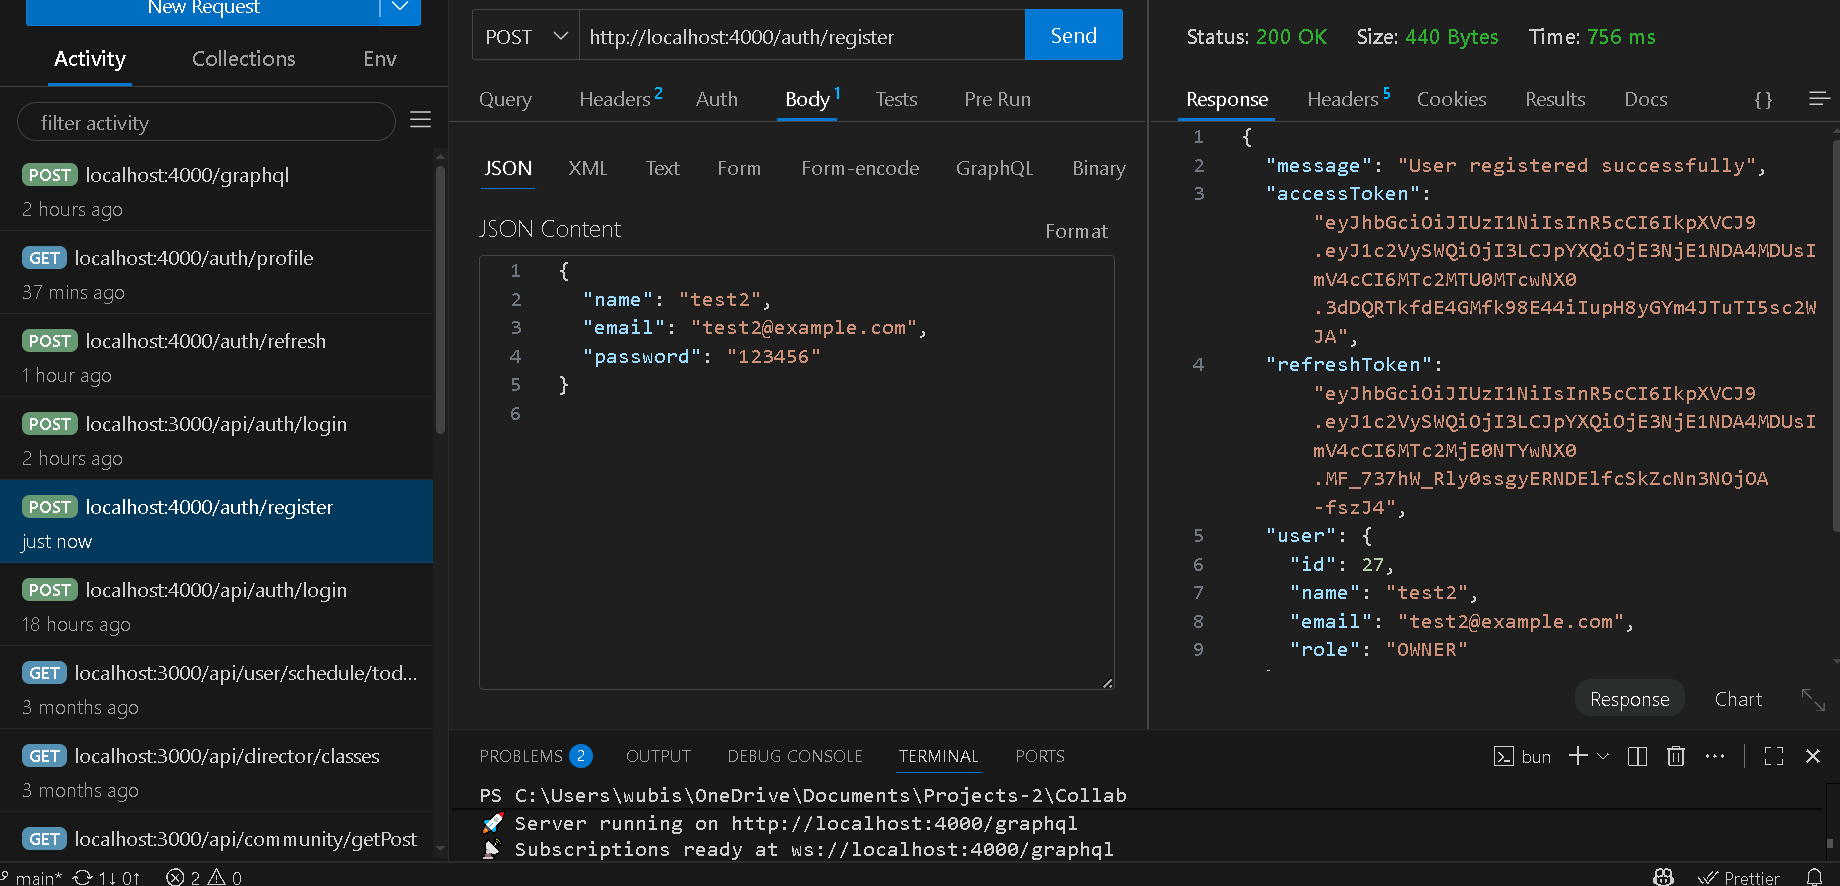 New Request
Activity Collections Env
filter activity
POST localhost:4000/graphql
2 hours ago
GET localhost:4000/auth/profile
37 mins ago
POST localhost:4000/auth/refresh
1 hour ago
POST localhost:3000/api/auth/login
2 hours ago
POST localhost:4000/auth/register
just now
POST localhost:4000/api/auth/login
18 hours ago
GET localhost:3000/api/user/schedule/tod...
3 months ago
GET localhost:3000/api/director/classes
3 months ago
GET localhost:3000/api/community/getPost
POST http://localhost:4000/auth/register Send
Query Headers 2 Auth Body 1 Tests Pre Run
JSON XML Text Form Form-encode GraphQL Binary
JSON Content Format
1 {
2 "name": "test2",
3 "email": "test2@example.com",
4 "password": "123456"
5 }
6
Status: 200 OK Size: 440 Bytes Time: 756 ms
Response Headers 5 Cookies Results Docs {}
1 {
2 "message": "User registered successfully",
3 "accessToken":
"eyJhbGciOiJIUzI1NiIsInR5cCI6IkpXVCJ9
.eyJ1c2VySWQiOjI3LCJpYXQiOjE3NjE1NDA4MDUsI
mV4cCI6MTc2MTU0MTcwNX0
.3dDQRTkfdE4GMfk98E44iIupH8yGYm4JTuTI5sc2W
JA",
4 "refreshToken":
"eyJhbGciOiJIUzI1NiIsInR5cCI6IkpXVCJ9
.eyJ1c2VySWQiOjI3LCJpYXQiOjE3NjE1NDA4MDUsI
mV4cCI6MTc2MjE0NTYwNX0
.MF_737hW_Rly0ssgyERNDElfcSkZcNn3NOjOA
-fszJ4",
5 "user": {
6 "id": 27,
7 "name": "test2",
8 "email": "test2@example.com",
9 "role": "OWNER"
Response Chart
PROBLEMS 2 OUTPUT DEBUG CONSOLE TERMINAL PORTS
bun
PS C:\Users\wubis\OneDrive\Documents\Projects-2\Collab
Server running on http://localhost:4000/graphql
Subscriptions ready at ws://localhost:4000/graphql
main* 1↓ 0↑ 2 0 Prettier